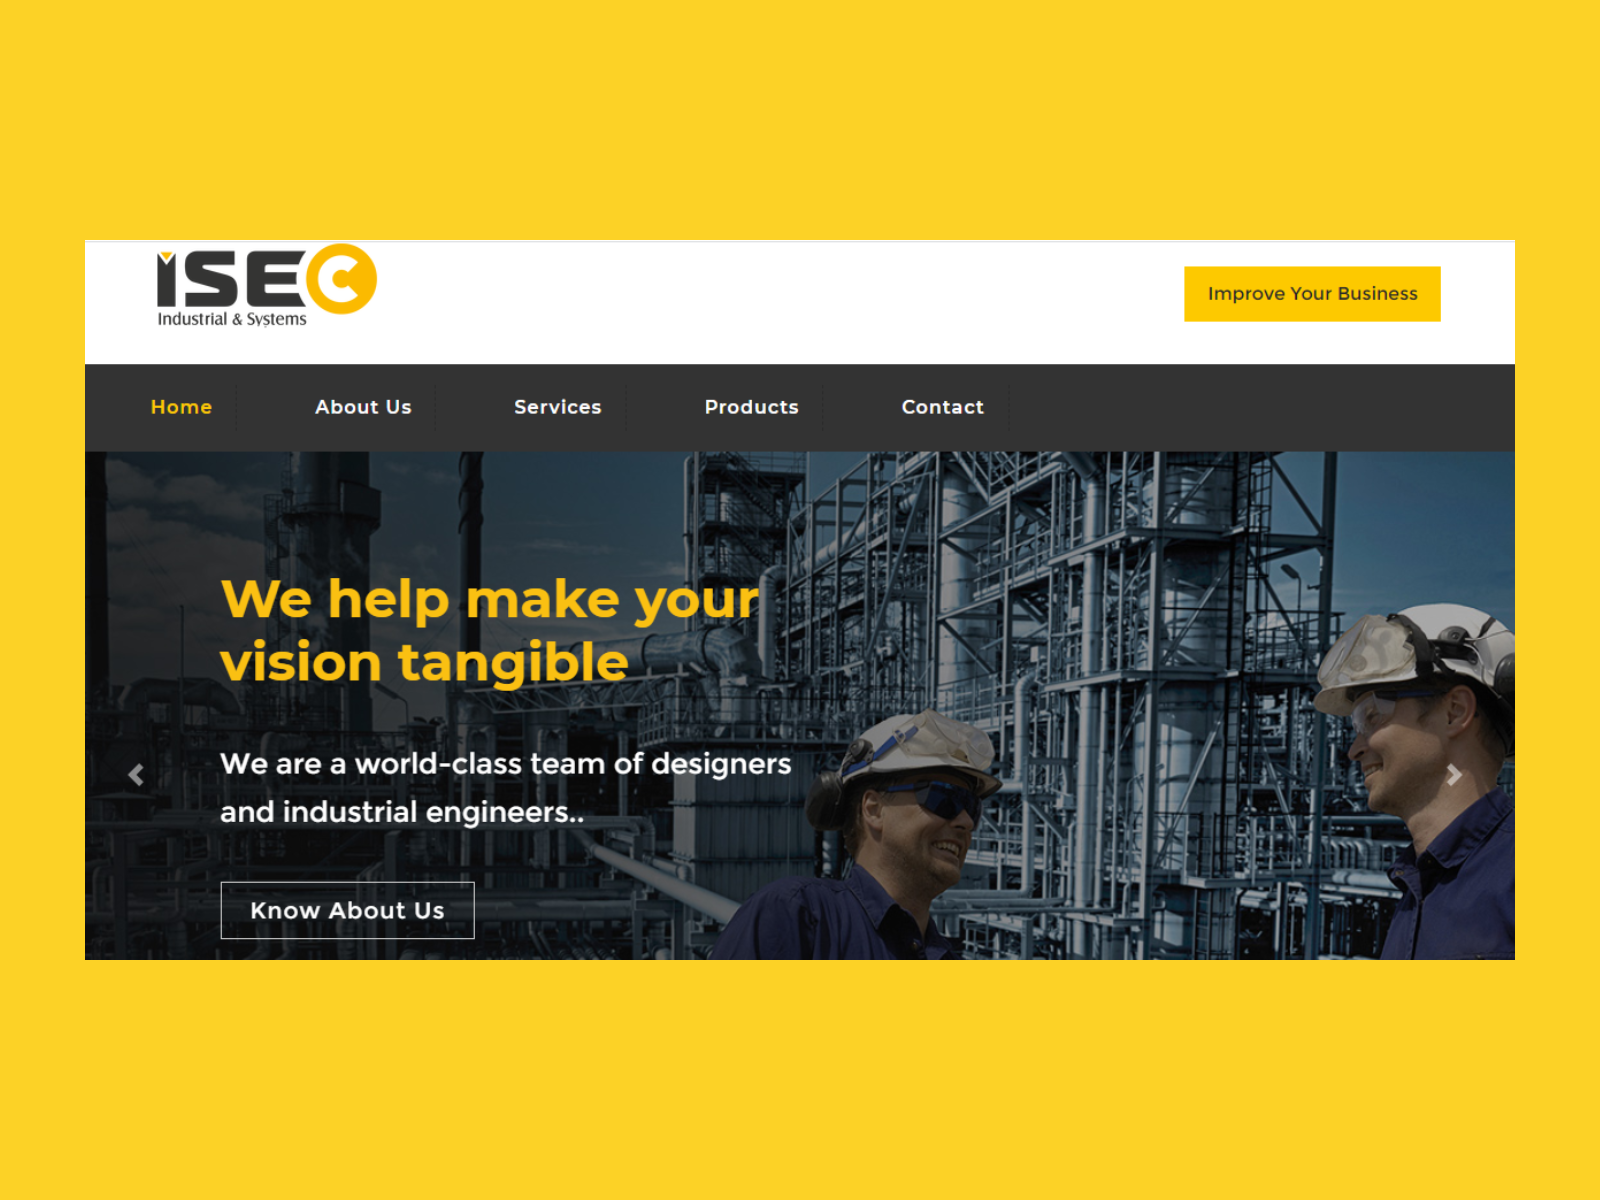 ISEC
Industrial & Systems
Improve Your Business
Home
About Us
Services
Products
Contact
We help make your
vision tangible
We are a world-class team of designers
and industrial engineers..
Know About Us